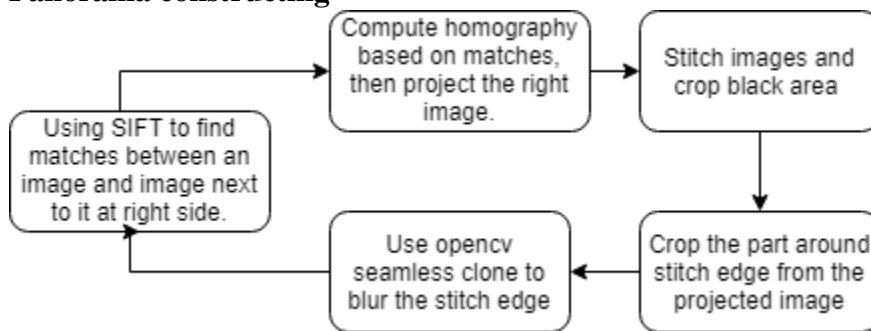 Panorama constructing
Compute homography
based on matches,
then project the right
image.
Stitch images and
crop black area
Using SIFT to find
matches between an
image and image next
to it at right side.
Use opencv
seamless clone to
blur the stitch edge
Crop the part around
stitch edge from the
projected image